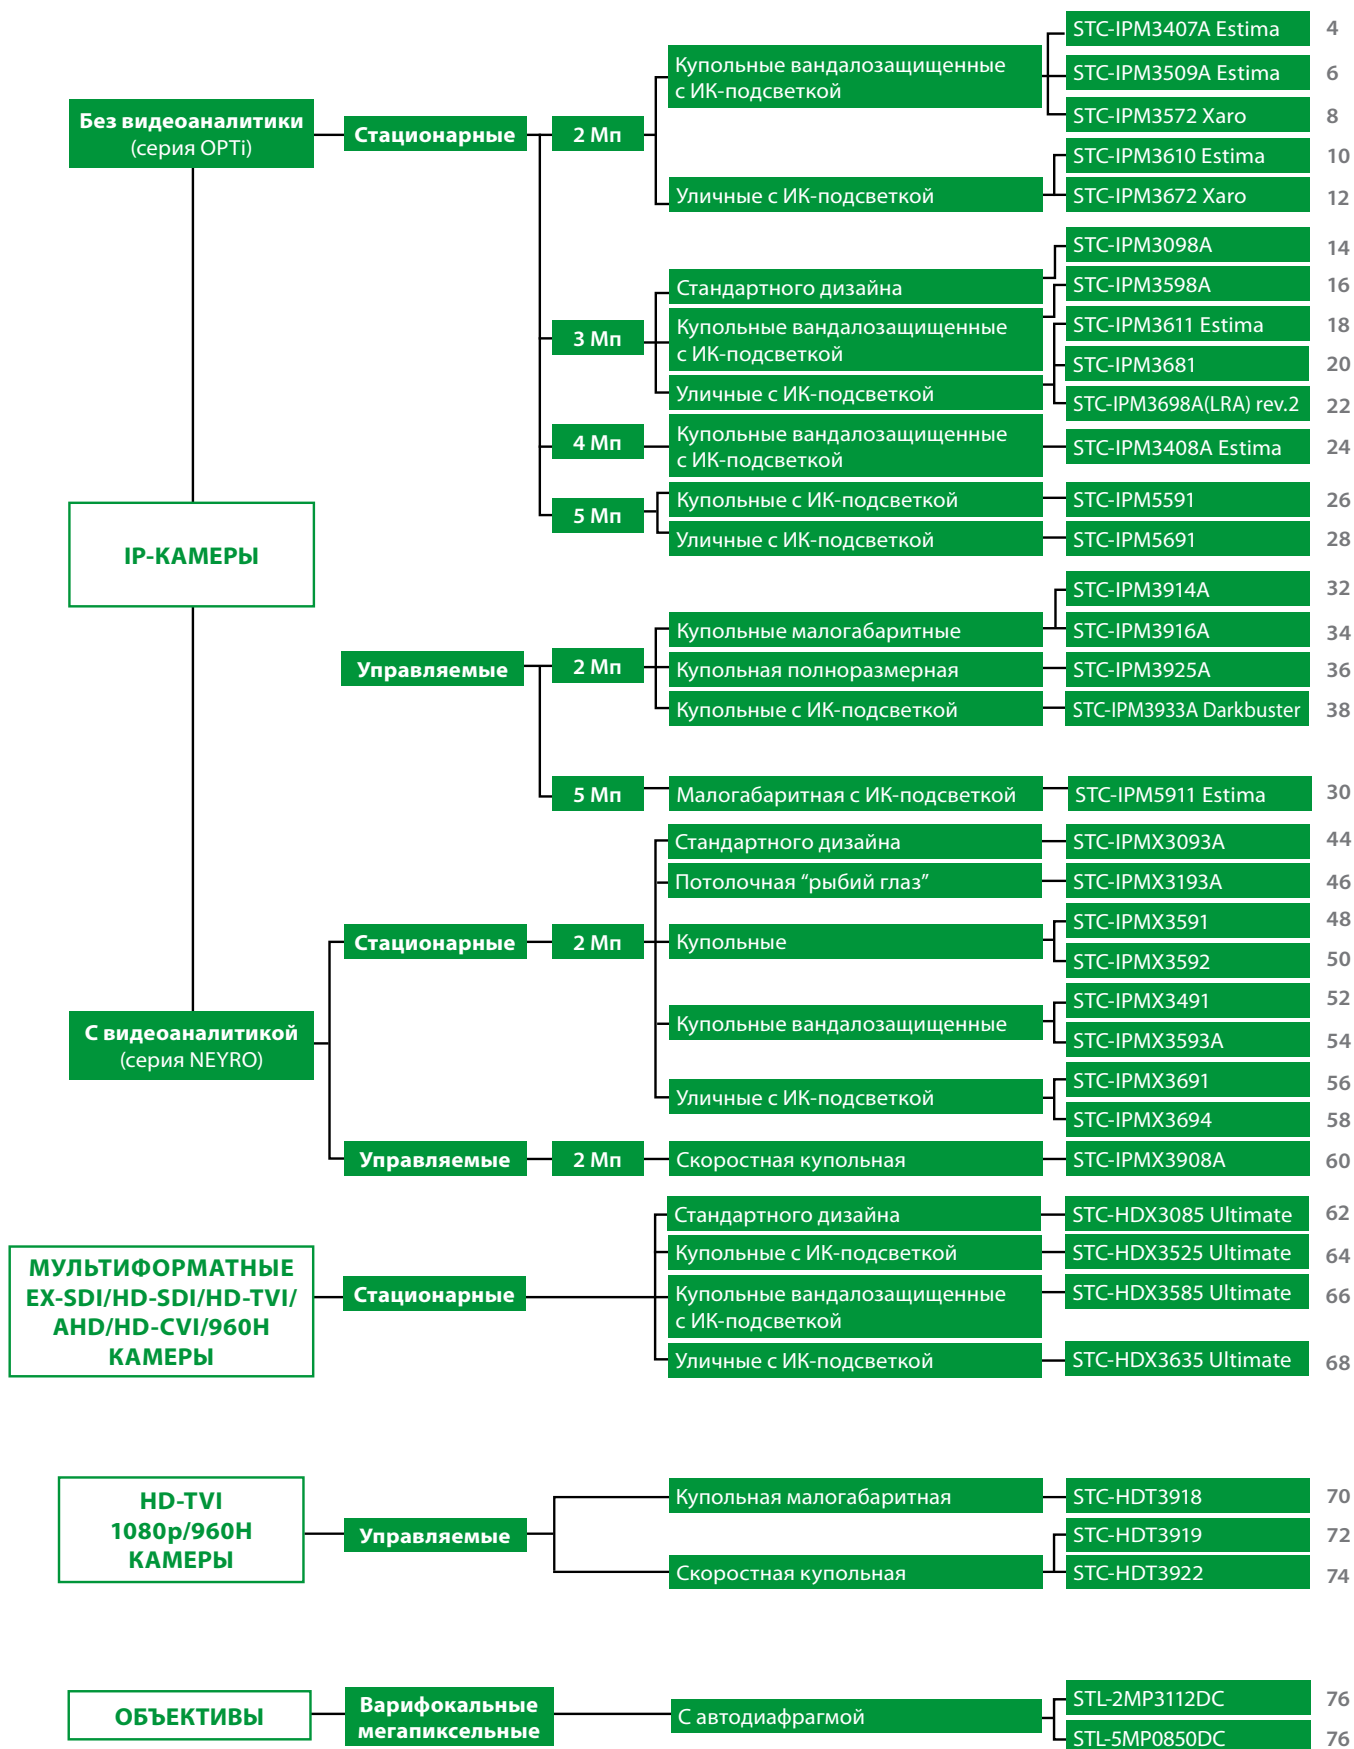 Без видеоаналитики
(серия OPTi)
Стационарные
2 Мп
Купольные вандалозащищенные
с ИК-подсветкой
STC-IPM3407A Estima 4
STC-IPM3509A Estima 6
STC-IPM3572 Xaro 8
Уличные с ИК-подсветкой
STC-IPM3610 Estima 10
STC-IPM3672 Xaro 12
3 Мп
Стандартного дизайна
STC-IPM3098A 14
Купольные вандалозащищенные
с ИК-подсветкой
STC-IPM3598A 16
Уличные с ИК-подсветкой
STC-IPM3611 Estima 18
STC-IPM3681 20
STC-IPM3698A(LRA) rev.2 22
4 Мп
Купольные вандалозащищенные
с ИК-подсветкой
STC-IPM3408A Estima 24
5 Мп
Купольные с ИК-подсветкой
STC-IPM5591 26
Уличные с ИК-подсветкой
STC-IPM5691 28
IP-КАМЕРЫ
Управляемые
2 Мп
Купольные малогабаритные
STC-IPM3914A 32
STC-IPM3916A 34
Купольная полноразмерная
STC-IPM3925A 36
Купольные с ИК-подсветкой
STC-IPM3933A Darkbuster 38
5 Мп
Малогабаритная с ИК-подсветкой
STC-IPM5911 Estima 30
С видеоаналитикой
(серия NEYRO)
Стационарные
2 Мп
Стандартного дизайна
STC-IPMX3093A 44
Потолочная “рыбий глаз”
STC-IPMX3193A 46
Купольные
STC-IPMX3591 48
STC-IPMX3592 50
Купольные вандалозащищенные
STC-IPMX3491 52
STC-IPMX3593A 54
Уличные с ИК-подсветкой
STC-IPMX3691 56
STC-IPMX3694 58
Управляемые
2 Мп
Скоростная купольная
STC-IPMX3908A 60
МУЛЬТИФОРМАТНЫЕ
EX-SDI/HD-SDI/HD-TVI/
AHD/HD-CVI/960H
КАМЕРЫ
Стационарные
Стандартного дизайна
STC-HDX3085 Ultimate 62
Купольные с ИК-подсветкой
STC-HDX3525 Ultimate 64
Купольные вандалозащищенные
с ИК-подсветкой
STC-HDX3585 Ultimate 66
Уличные с ИК-подсветкой
STC-HDX3635 Ultimate 68
HD-TVI
1080p/960H
КАМЕРЫ
Управляемые
Купольная малогабаритная
STC-HDT3918 70
Скоростная купольная
STC-HDT3919 72
STC-HDT3922 74
ОБЪЕКТИВЫ
Варифокальные
мегапиксельные
С автодиафрагмой
STL-2MP3112DC 76
STL-5MP0850DC 76